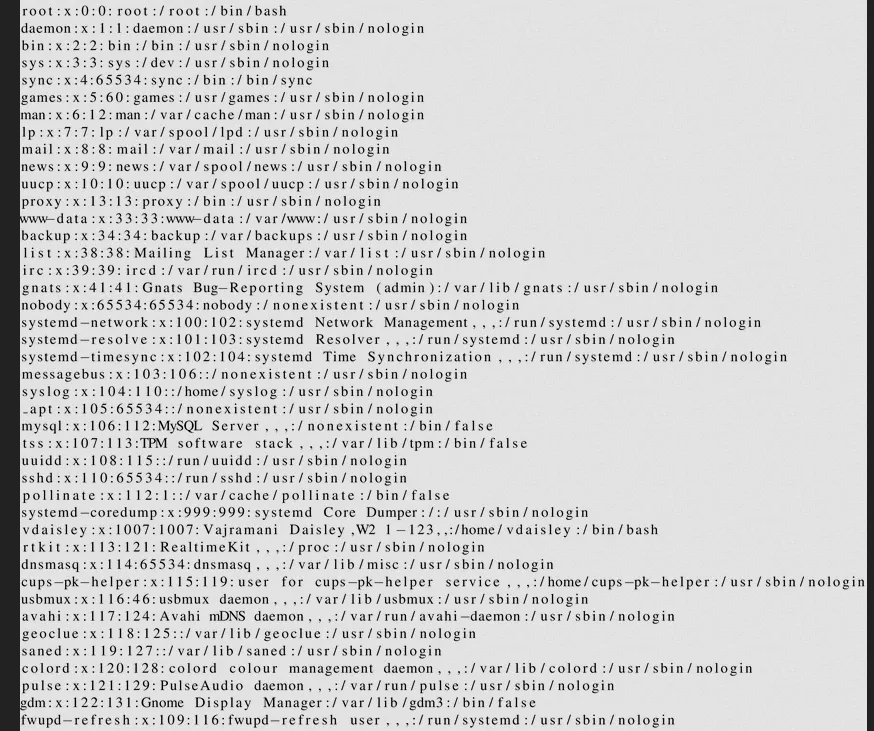 root:x:0:0:root:/root:/bin/bash
daemon:x:1:1:daemon:/usr/sbin:/usr/sbin/nologin
bin:x:2:2:bin:/bin:/usr/sbin/nologin
sys:x:3:3:sys:/dev:/usr/sbin/nologin
sync:x:4:65534:sync:/bin:/bin/sync
games:x:5:60:games:/usr/games:/usr/sbin/nologin
man:x:6:12:man:/var/cache/man:/usr/sbin/nologin
lp:x:7:7:lp:/var/spool/lpd:/usr/sbin/nologin
mail:x:8:8:mail:/var/mail:/usr/sbin/nologin
news:x:9:9:news:/var/spool/news:/usr/sbin/nologin
uucp:x:10:10:uucp:/var/spool/uucp:/usr/sbin/nologin
proxy:x:13:13:proxy:/bin:/usr/sbin/nologin
www-data:x:33:33:www-data:/var/www:/usr/sbin/nologin
backup:x:34:34:backup:/var/backups:/usr/sbin/nologin
list:x:38:38:Mailing List Manager:/var/list:/usr/sbin/nologin
irc:x:39:39:ircd:/var/run/ircd:/usr/sbin/nologin
gnats:x:41:41:Gnats Bug-Reporting System (admin):/var/lib/gnats:/usr/sbin/nologin
nobody:x:65534:65534:nobody:/nonexistent:/usr/sbin/nologin
systemd-network:x:100:102:systemd Network Management,,,:/run/systemd:/usr/sbin/nologin
systemd-resolve:x:101:103:systemd Resolver,,,:/run/systemd:/usr/sbin/nologin
systemd-timesync:x:102:104:systemd Time Synchronization,,,:/run/systemd:/usr/sbin/nologin
messagebus:x:103:106::/nonexistent:/usr/sbin/nologin
syslog:x:104:110::/home/syslog:/usr/sbin/nologin
_apt:x:105:65534::/nonexistent:/usr/sbin/nologin
mysql:x:106:112:MySQL Server,,,:/nonexistent:/bin/false
tss:x:107:113:TPM software stack,,,:/var/lib/tpm:/bin/false
uuidd:x:108:115::/run/uuidd:/usr/sbin/nologin
sshd:x:110:65534::/run/sshd:/usr/sbin/nologin
pollinate:x:112:1::/var/cache/pollinate:/bin/false
systemd-coredump:x:999:999:systemd Core Dumper:/:/usr/sbin/nologin
vdaisley:x:1007:1007:Vajramani Daisley,W2 1-123,,:/home/vdaisley:/bin/bash
rtkit:x:113:121:RealtimeKit,,,:/proc:/usr/sbin/nologin
dnsmasq:x:114:65534:dnsmasq,,,:/var/lib/misc:/usr/sbin/nologin
cups-pk-helper:x:115:119:user for cups-pk-helper service,,,:/home/cups-pk-helper:/usr/sbin/nologin
usbmux:x:116:46:usbmux daemon,,,:/var/lib/usbmux:/usr/sbin/nologin
avahi:x:117:124:Avahi mDNS daemon,,,:/var/run/avahi-daemon:/usr/sbin/nologin
geoclue:x:118:125::/var/lib/geoclue:/usr/sbin/nologin
saned:x:119:127::/var/lib/saned:/usr/sbin/nologin
colord:x:120:128:colord colour management daemon,,,:/var/lib/colord:/usr/sbin/nologin
pulse:x:121:129:PulseAudio daemon,,,:/var/run/pulse:/usr/sbin/nologin
gdm:x:122:131:Gnome Display Manager:/var/lib/gdm3:/bin/false
fwupd-refresh:x:109:116:fwupd-refresh user,,,:/run/systemd:/usr/sbin/nologin